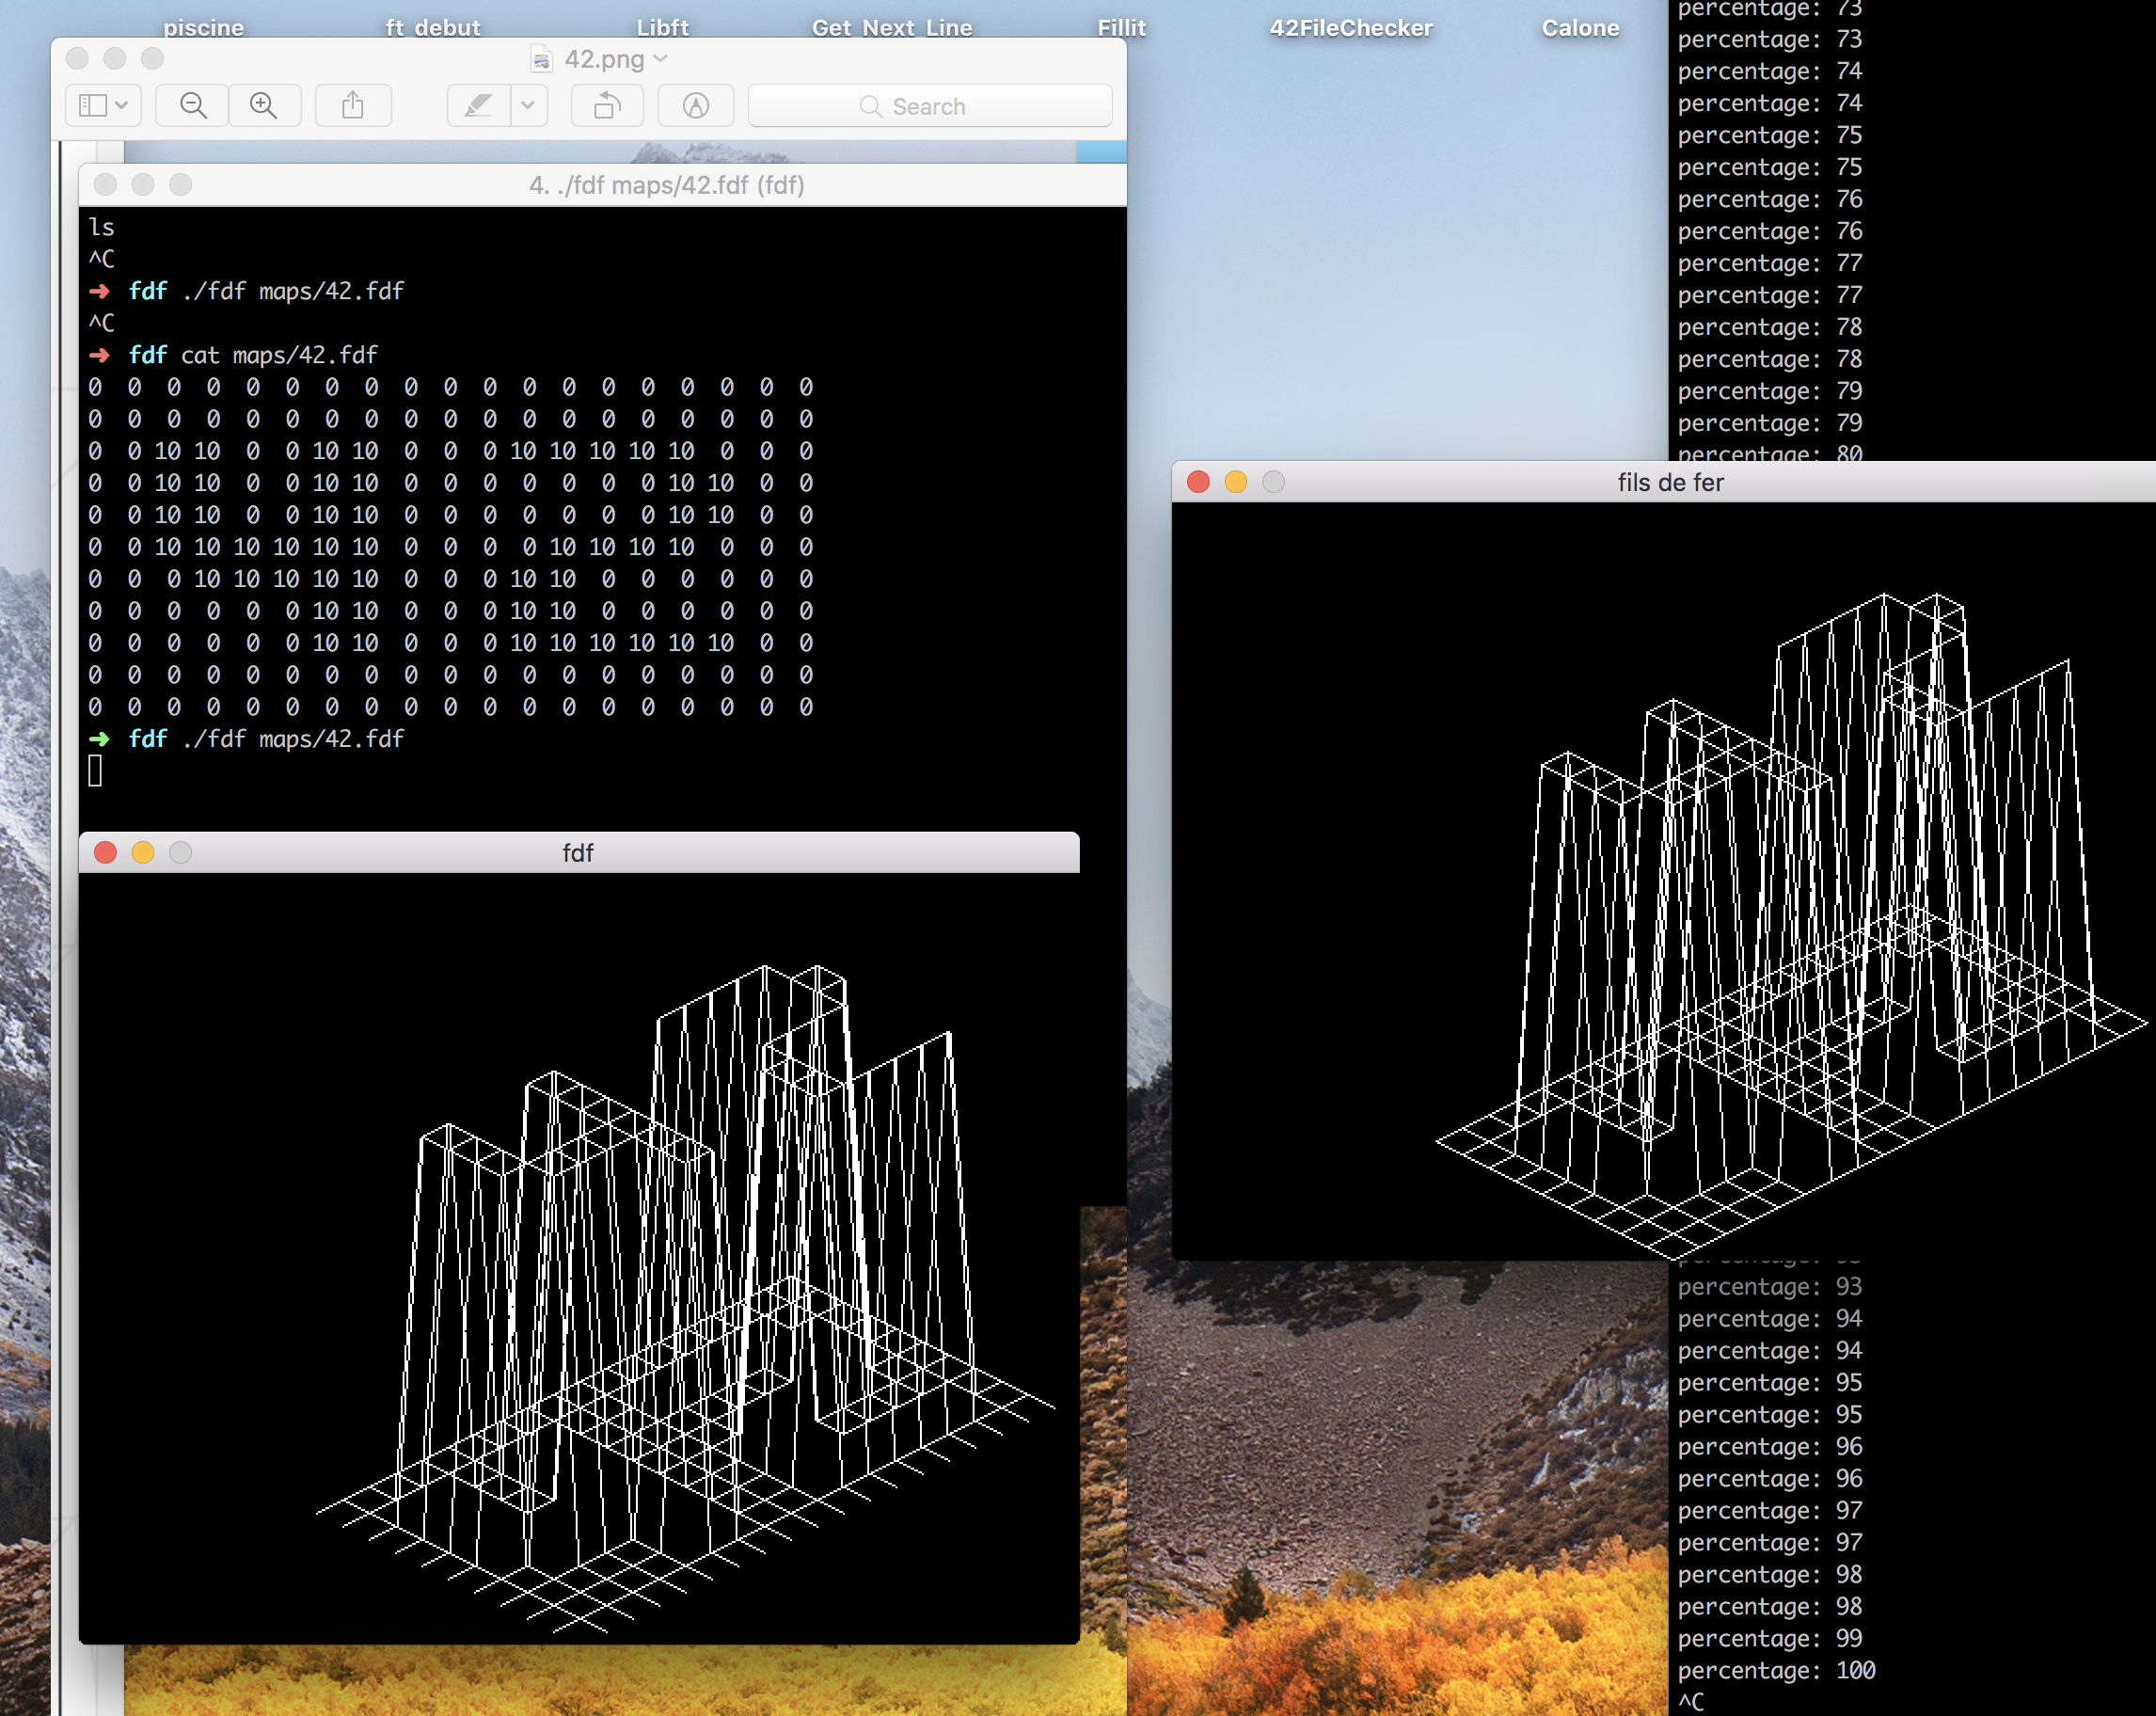 piscine
ft_debut
Libft
Get_Next_Line
Fillit
42FileChecker
Calone
42.png
Search
4. ./fdf maps/42.fdf (fdf)
ls
^C
➜ fdf ./fdf maps/42.fdf
^C
➜ fdf cat maps/42.fdf
0 0 0 0 0 0 0 0 0 0 0 0 0 0 0 0 0 0 0
0 0 0 0 0 0 0 0 0 0 0 0 0 0 0 0 0 0 0
0 0 10 10 0 0 10 10 0 0 0 10 10 10 10 10 0 0 0
0 0 10 10 0 0 10 10 0 0 0 0 0 0 0 10 10 0 0
0 0 10 10 0 0 10 10 0 0 0 0 0 0 0 10 10 0 0
0 0 10 10 10 10 10 10 0 0 0 0 10 10 10 10 0 0 0
0 0 0 10 10 10 10 10 0 0 0 10 10 0 0 0 0 0 0
0 0 0 0 0 0 10 10 0 0 0 10 10 0 0 0 0 0 0
0 0 0 0 0 0 10 10 0 0 0 10 10 10 10 10 10 0 0
0 0 0 0 0 0 0 0 0 0 0 0 0 0 0 0 0 0 0
0 0 0 0 0 0 0 0 0 0 0 0 0 0 0 0 0 0 0
➜ fdf ./fdf maps/42.fdf
fdf
percentage: 73
percentage: 73
percentage: 74
percentage: 74
percentage: 75
percentage: 75
percentage: 76
percentage: 76
percentage: 77
percentage: 77
percentage: 78
percentage: 78
percentage: 79
percentage: 79
percentage: 80
fils de fer
percentage: 93
percentage: 94
percentage: 94
percentage: 95
percentage: 95
percentage: 96
percentage: 96
percentage: 97
percentage: 97
percentage: 98
percentage: 98
percentage: 99
percentage: 100
^C